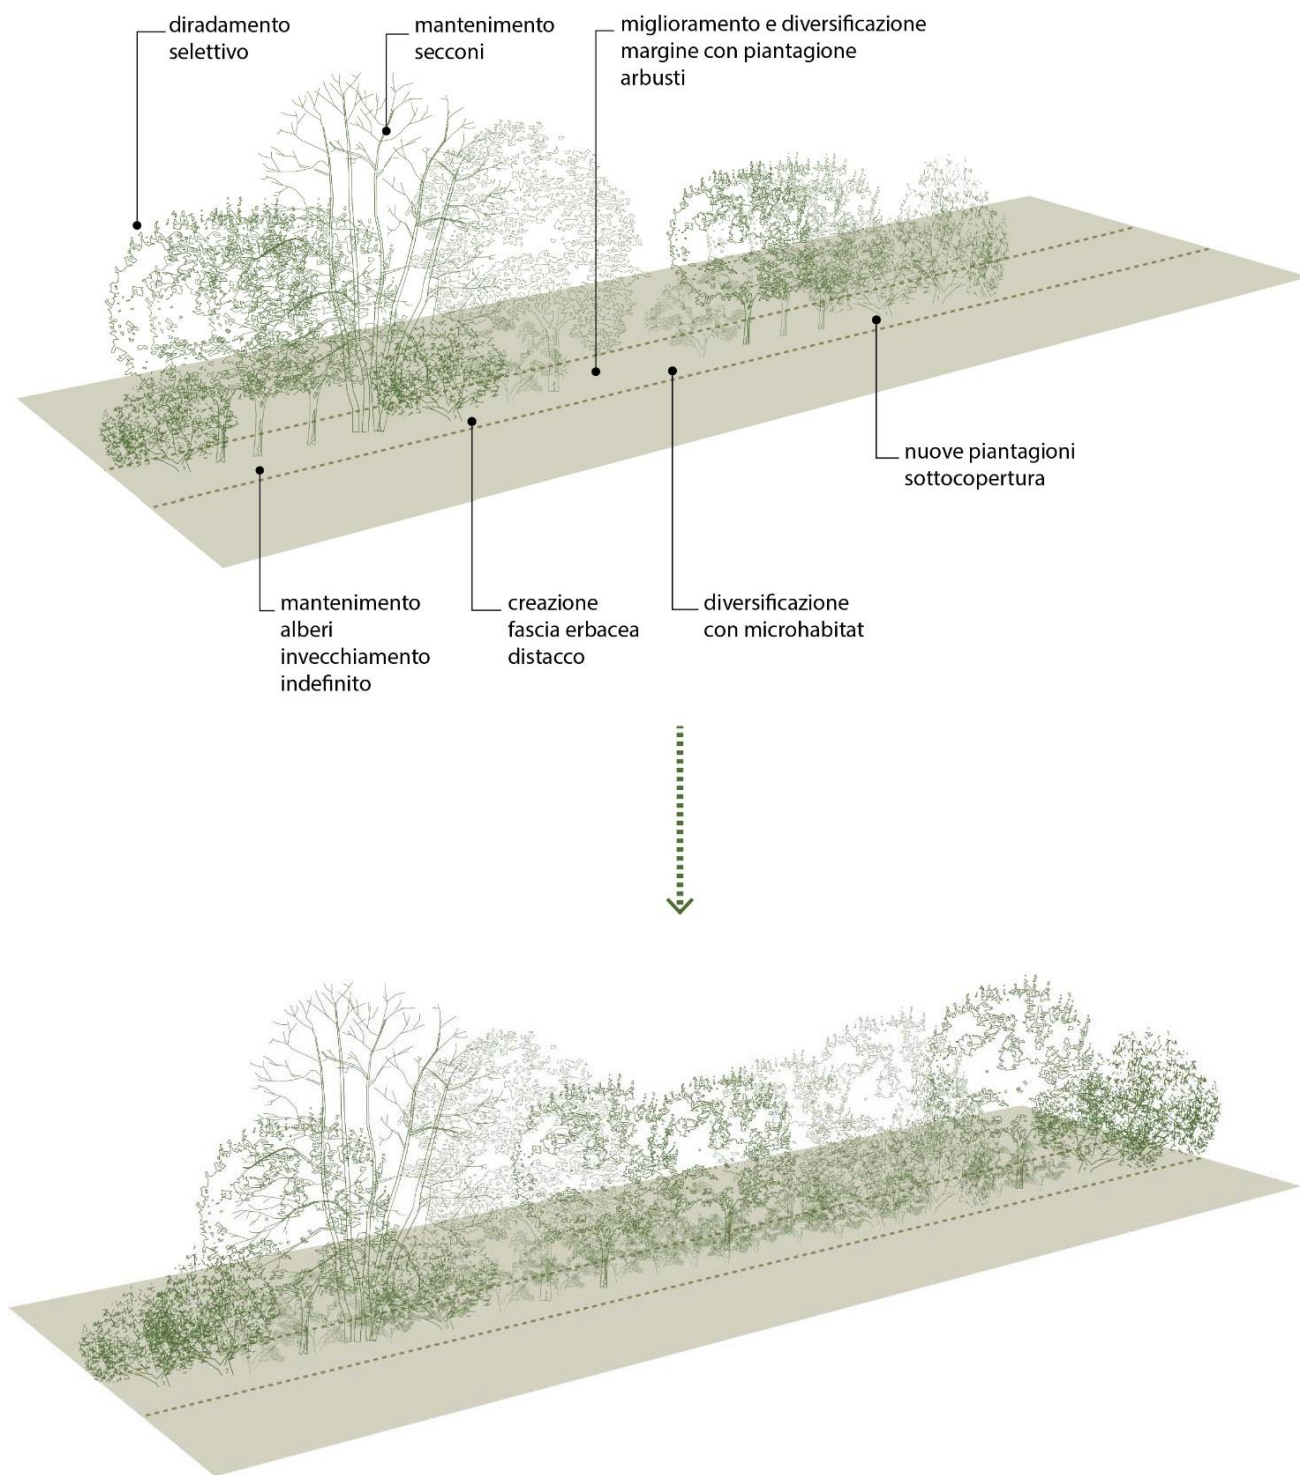 diradamento
selettivo
mantenimento
secconi
miglioramento e diversificazione
margine con piantagione
arbusti
nuove piantagioni
sottocopertura
mantenimento
alberi
invecchiamento
indefinito
creazione
fascia erbacea
distacco
diversificazione
con microhabitat